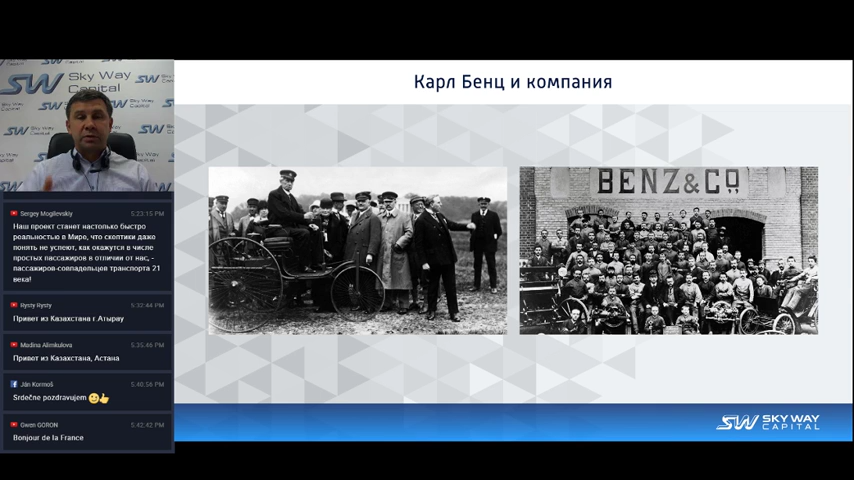 Карл Бенц и компания
SW Sky Way
Capital
Sergey Mogilevskiy 5:23:15 PM
Наш проект станет настолько быстро
реальностью в Мире, что скептики даже
понять не успеют, как окажутся в числе
простых пассажиров в отличии от нас, -
пассажиров-совладельцев транспорта 21
века!
Rysty Rysty 5:32:44 PM
Привет из Казахстана г.Атырау
Madina Alimkulova 5:35:46 PM
Привет из Казахстана, Астана
Ján Kormoš 5:40:56 PM
Srdečne pozdravujem
Gwen GORON 5:42:42 PM
Bonjour de la France
BENZ & Co
SW SKY WAY
CAPITAL